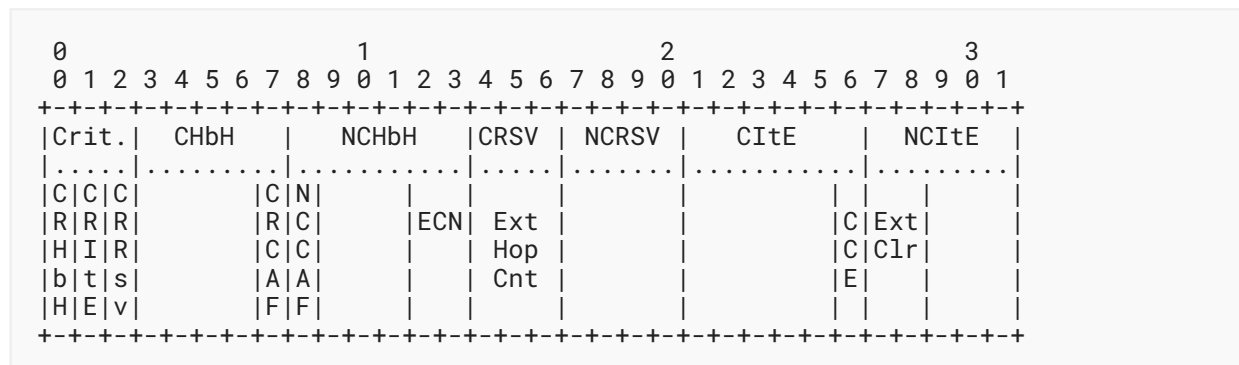 0                   1                   2                   3
 0 1 2 3 4 5 6 7 8 9 0 1 2 3 4 5 6 7 8 9 0 1 2 3 4 5 6 7 8 9 0 1
+-+-+-+-+-+-+-+-+-+-+-+-+-+-+-+-+-+-+-+-+-+-+-+-+-+-+-+-+-+-+-+-+
|Crit.|  CHbH   |   NCHbH   |CRSV | NCRSV |   CItE    |  NCItE  |
|.....|.........|...........|.....|.......|...........|.........|
|C|C|C|       |C|N|     |   |     |       |         | |   |     |
|R|R|R|       |R|C|     |ECN| Ext |       |         |C|Ext|     |
|H|I|R|       |C|C|     |   | Hop |       |         |C|Clr|     |
|b|t|s|       |A|A|     |   | Cnt |       |         |E|   |     |
|H|E|v|       |F|F|     |   |     |       |         | |   |     |
+-+-+-+-+-+-+-+-+-+-+-+-+-+-+-+-+-+-+-+-+-+-+-+-+-+-+-+-+-+-+-+-+